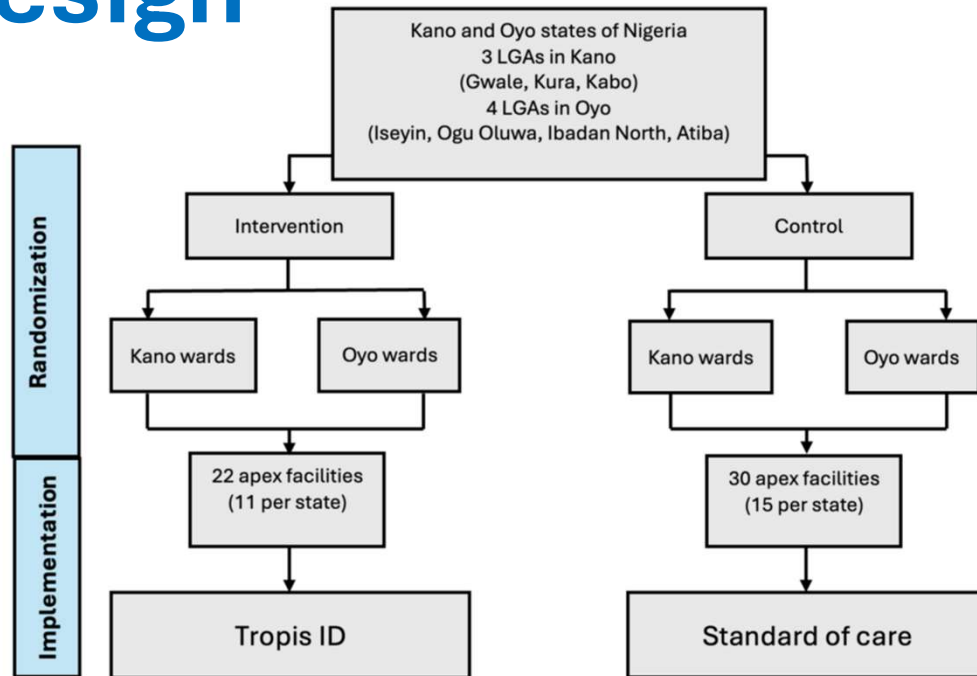 Kano and Oyo states of Nigeria
3 LGAs in Kano
(Gwale, Kura, Kabo)
4 LGAs in Oyo
(Iseyin, Ogu Oluwa, Ibadan North, Atiba)
Randomization
Intervention
Control
Kano wards
Oyo wards
Kano wards
Oyo wards
Implementation
22 apex facilities
(11 per state)
30 apex facilities
(15 per state)
Tropis ID
Standard of care